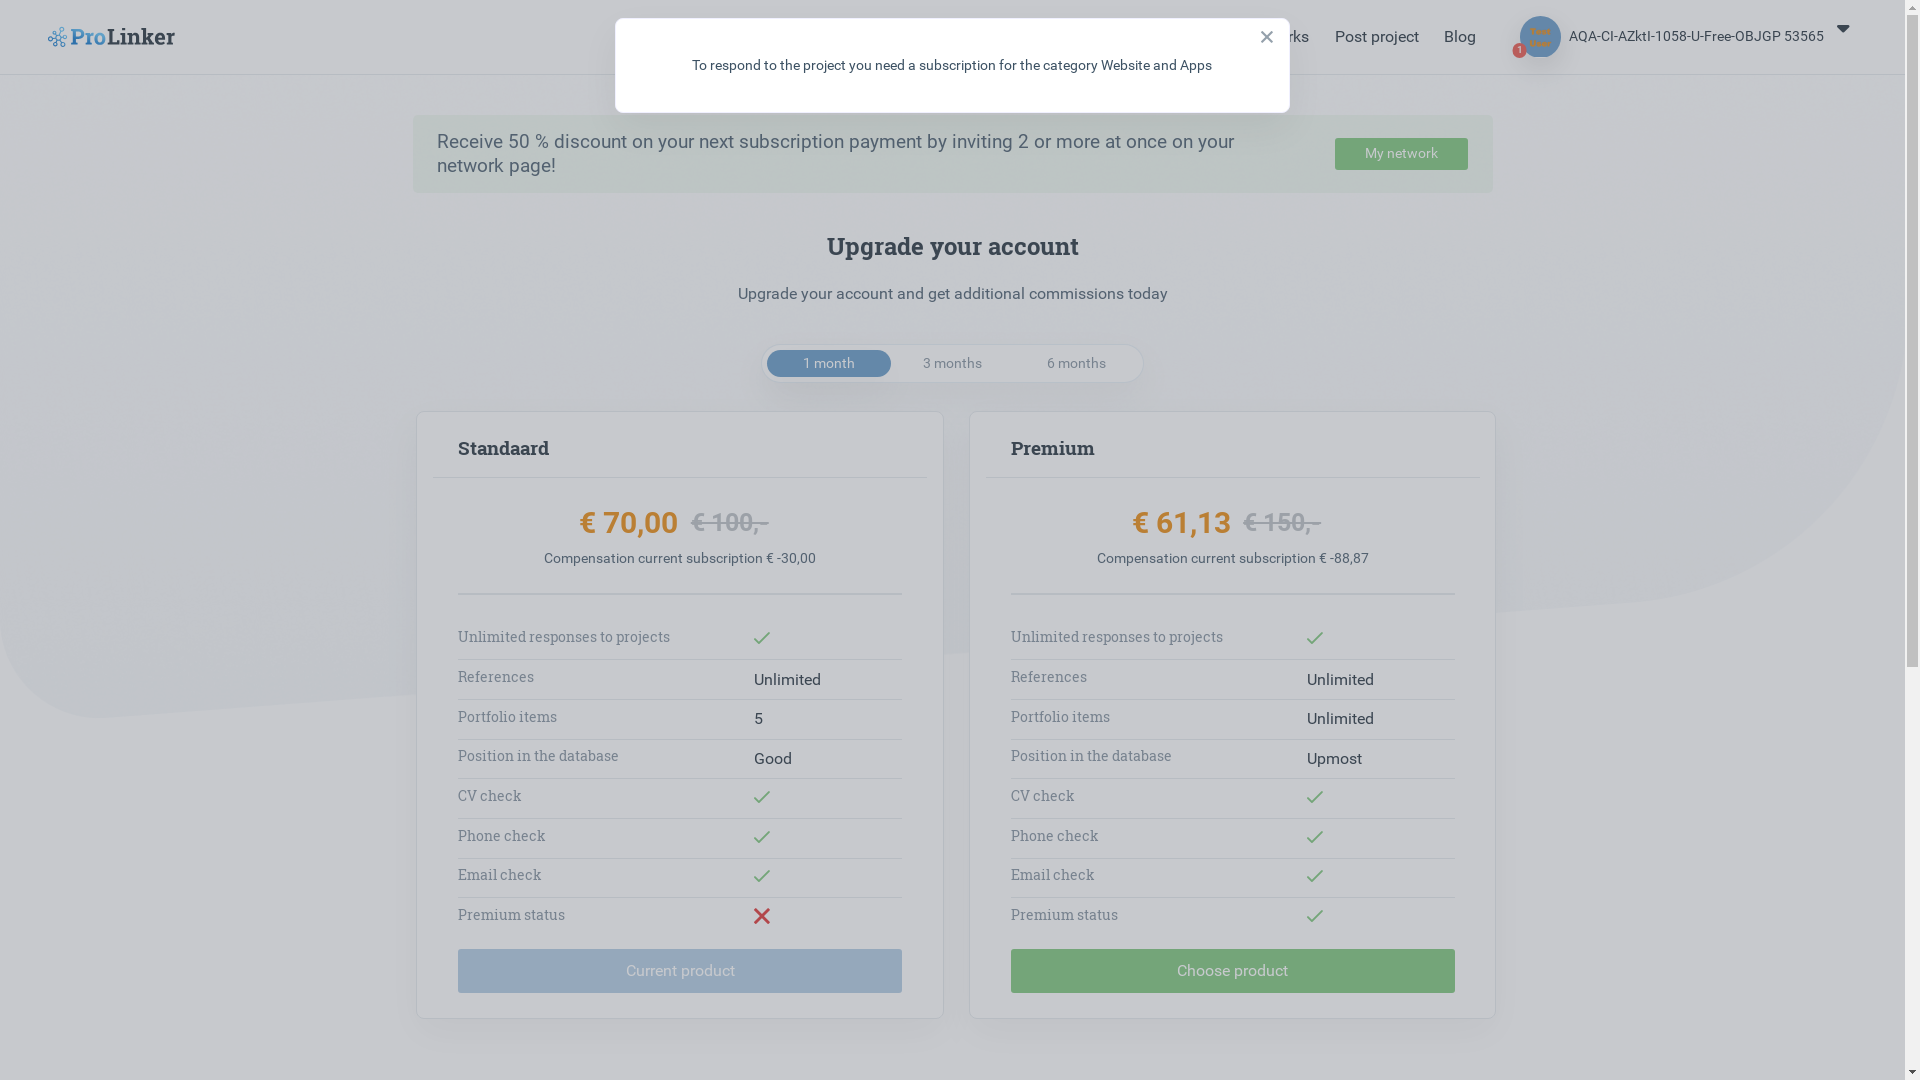 ProLinker
rks
Post project
Blog
1
AQA-CI-AZktI-1058-U-Free-OBJGP 53565
×
To respond to the project you need a subscription for the category Website and Apps
Receive 50 % discount on your next subscription payment by inviting 2 or more at once on your
network page!
My network
Upgrade your account
Upgrade your account and get additional commissions today
1 month
3 months
6 months
Standaard
€ 70,00 € 100,-
Compensation current subscription € -30,00
Unlimited responses to projects
References Unlimited
Portfolio items 5
Position in the database Good
CV check
Phone check
Email check
Premium status
Current product
Premium
€ 61,13 € 150,-
Compensation current subscription € -88,87
Unlimited responses to projects
References Unlimited
Portfolio items Unlimited
Position in the database Upmost
CV check
Phone check
Email check
Premium status
Choose product